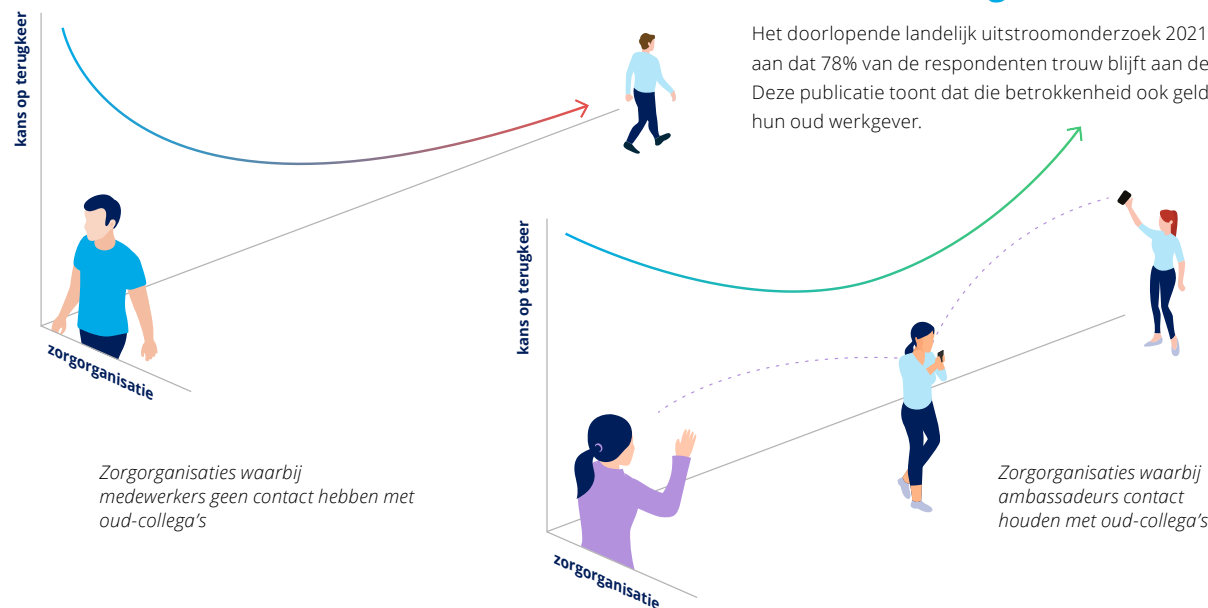 kans op terugkeer
Het doorlopende landelijk uitstroomonderzoek 2021
aan dat 78% van de respondenten trouw blijft aan de
Deze publicatie toont dat die betrokkenheid ook geld
hun oud werkgever.
zorgorganisatie
Zorgorganisaties waarbij
medewerkers geen contact hebben met
oud-collega’s
kans op terugkeer
zorgorganisatie
Zorgorganisaties waarbij
ambassadeurs contact
houden met oud-collega’s